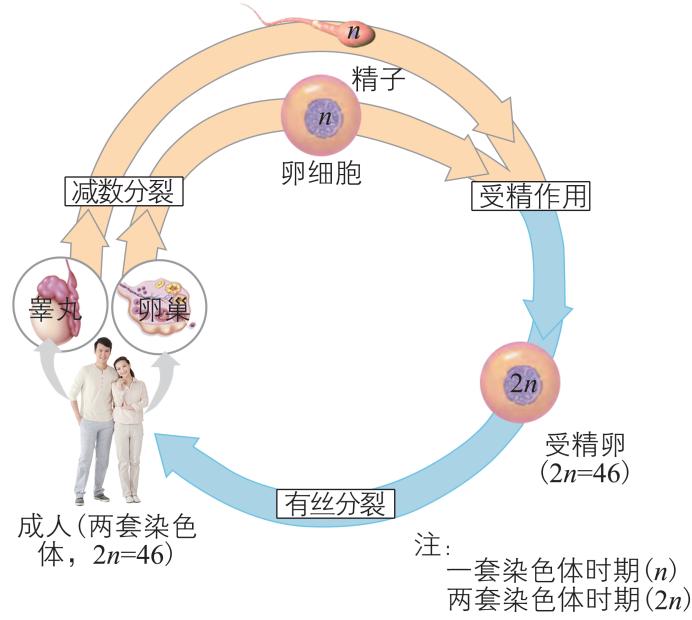 n
精子
n
卵细胞
减数分裂
受精作用
睾丸
卵巢
2n
受精卵
(2n=46)
有丝分裂
成人(两套染色
体，2n=46)
注：
一套染色体时期(n)
两套染色体时期(2n)